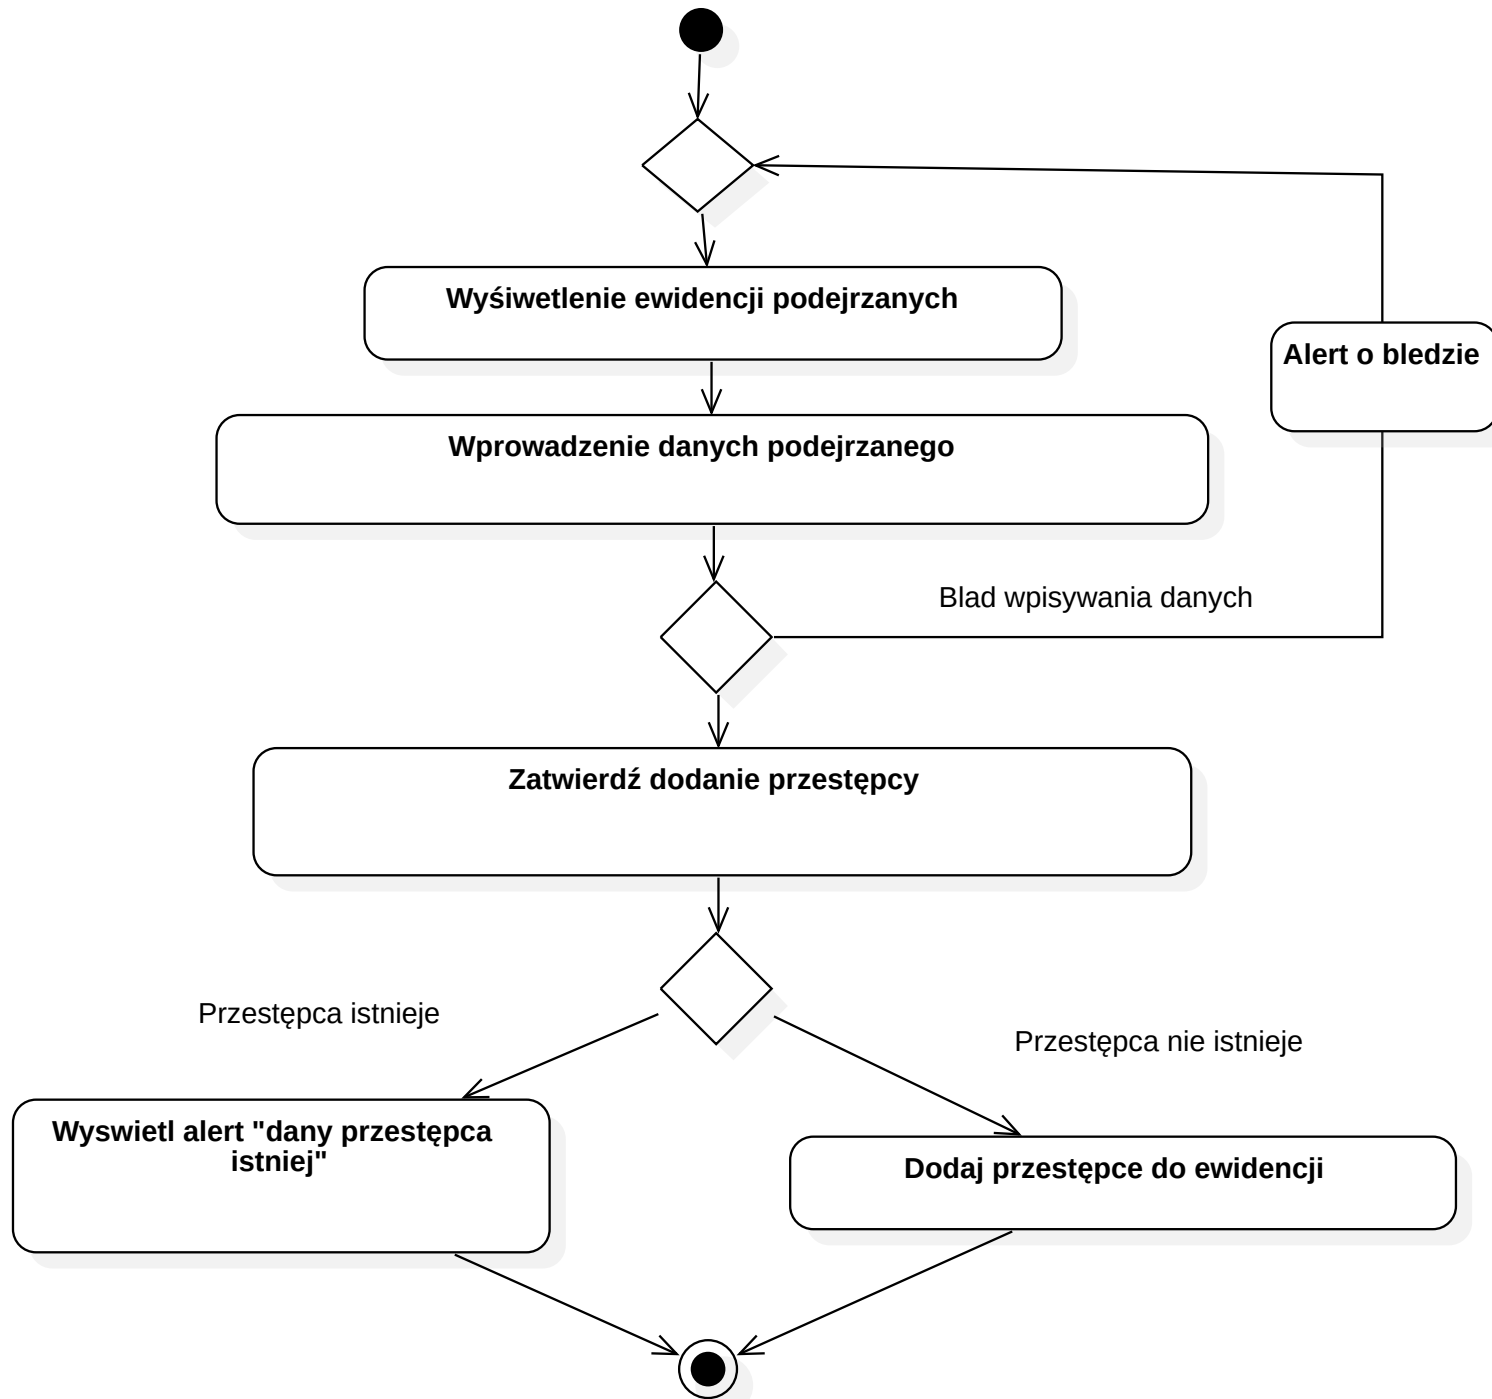 Wyśiwetlenie ewidencji podejrzanych
Alert o bledzie
Wprowadzenie danych podejrzanego
Blad wpisywania danych
Zatwierdź dodanie przestępcy
Przestępca istnieje
Przestępca nie istnieje
Wyswietl alert "dany przestępca
istniej"
Dodaj przestępce do ewidencji